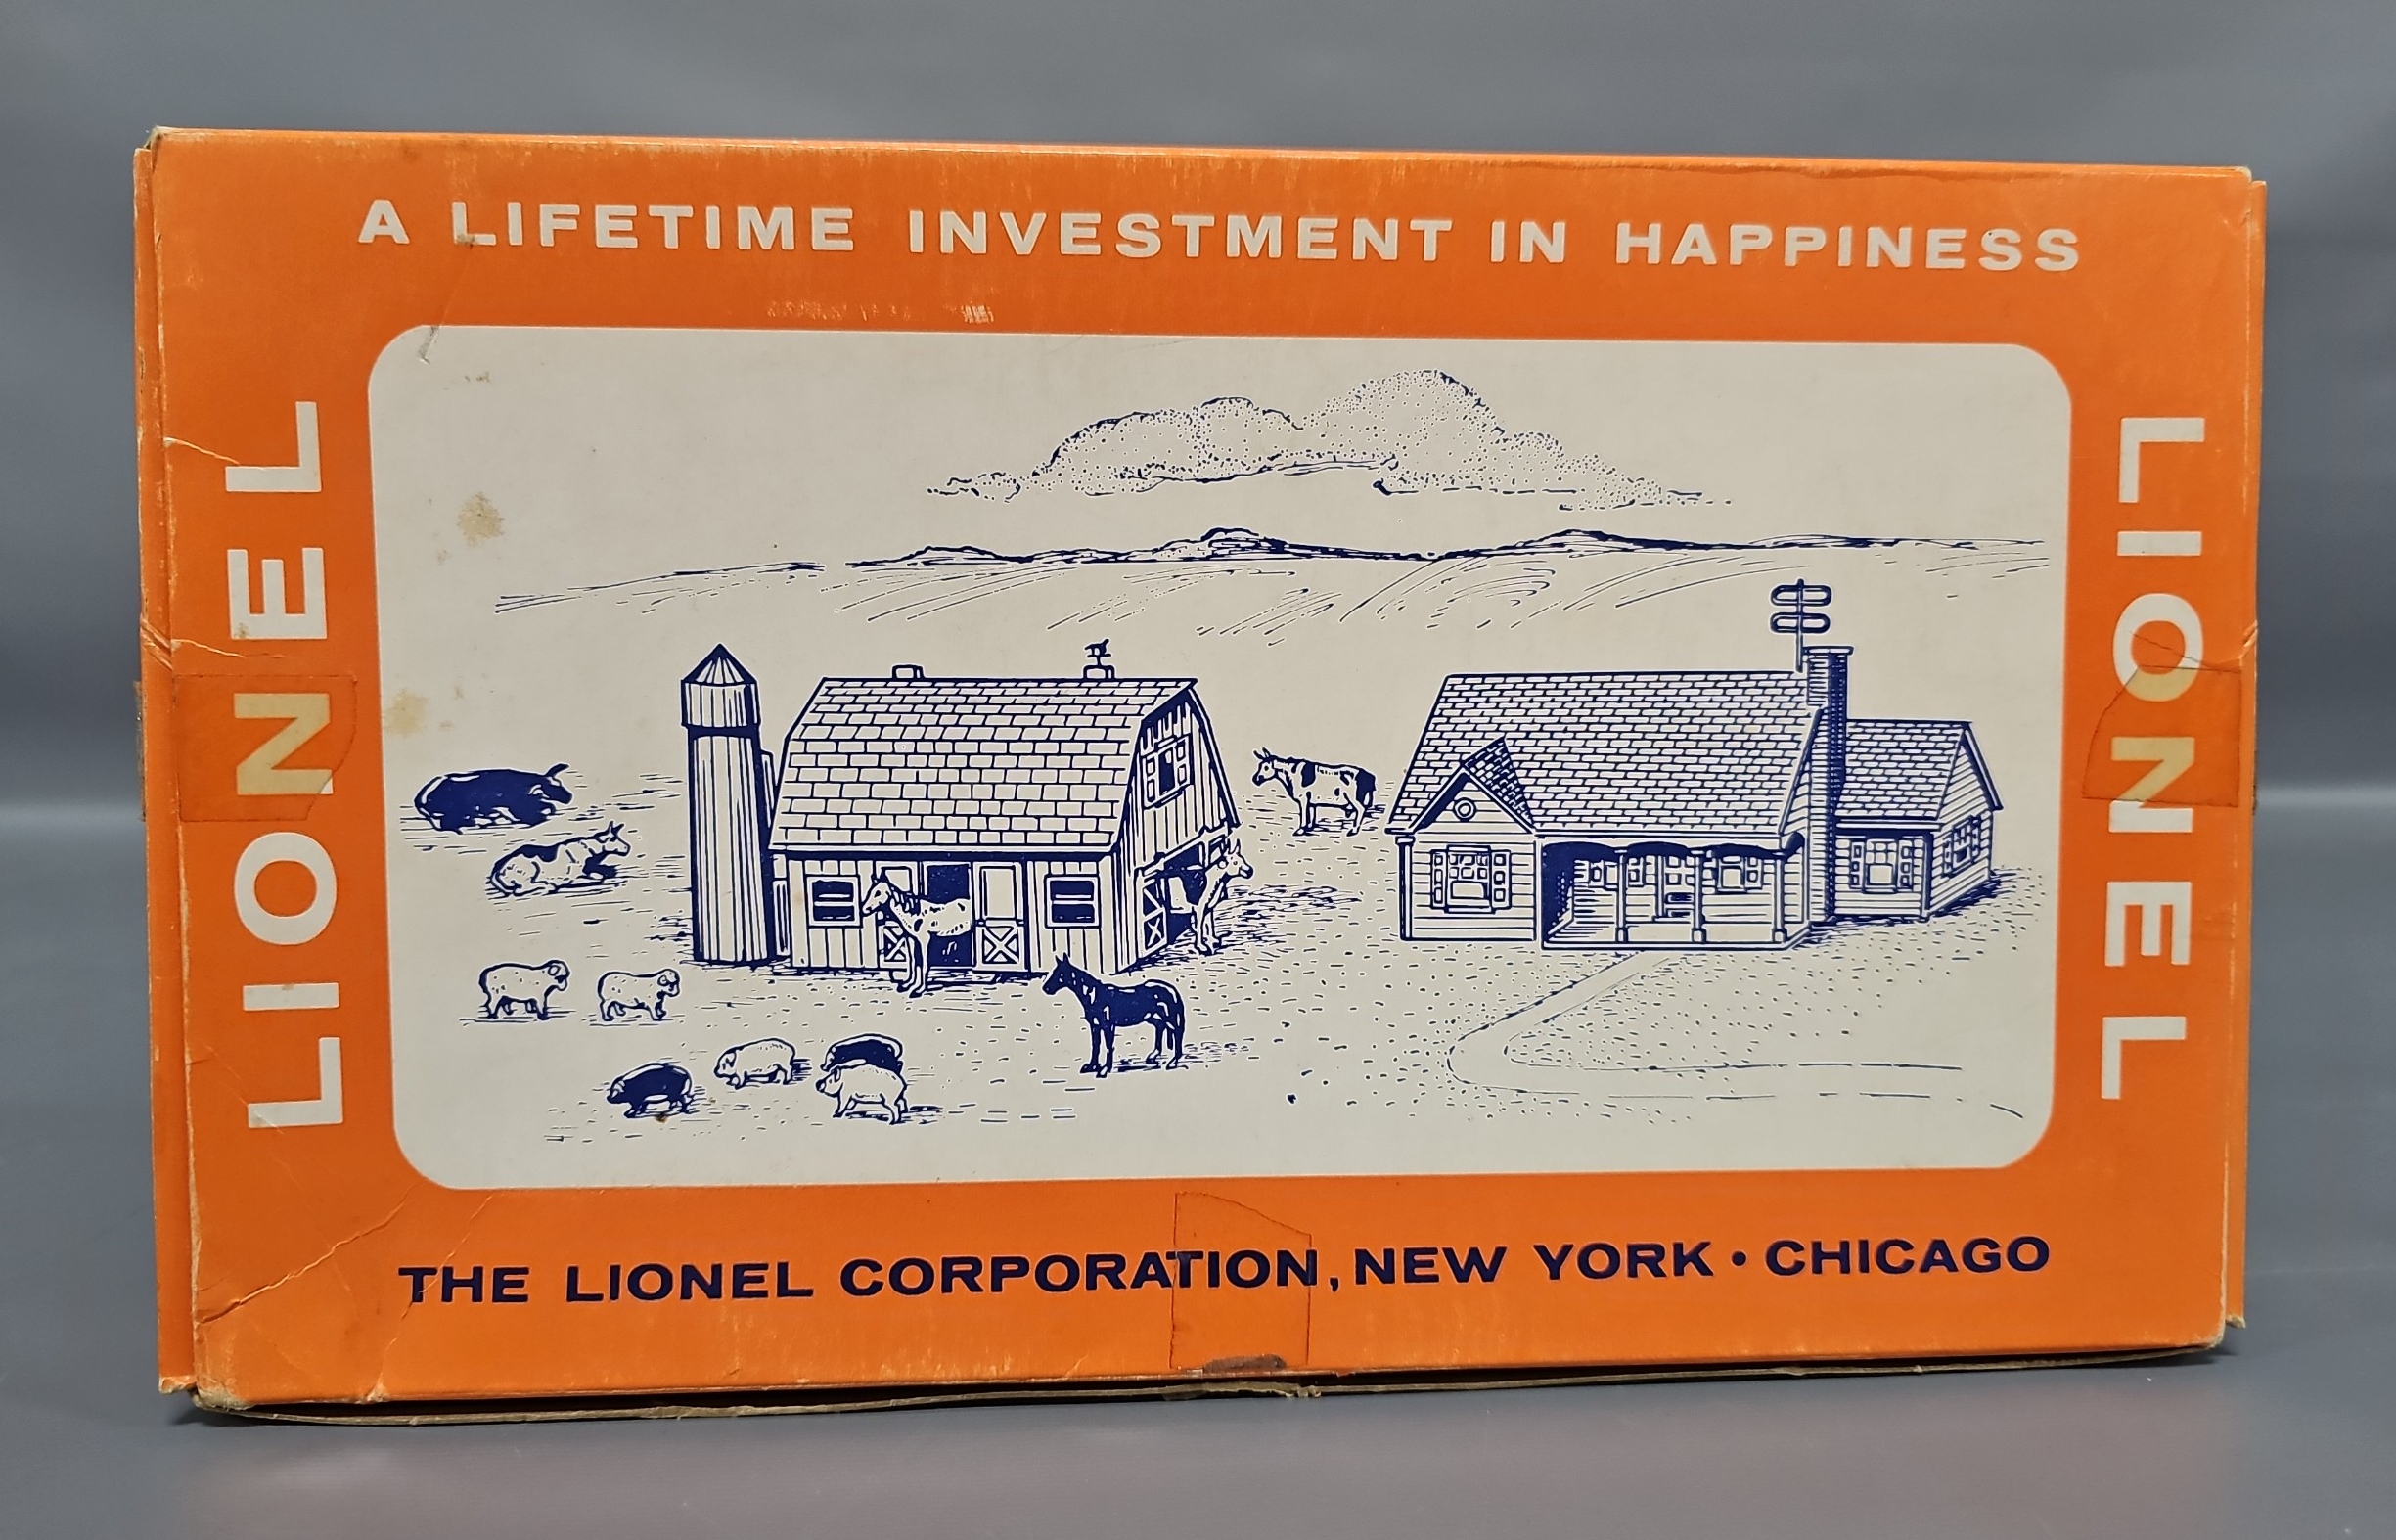 A LIFETIME INVESTMENT IN HAPPINESS
LIONEL
LIONEL
THE LIONEL CORPORATION, NEW YORK • CHICAGO